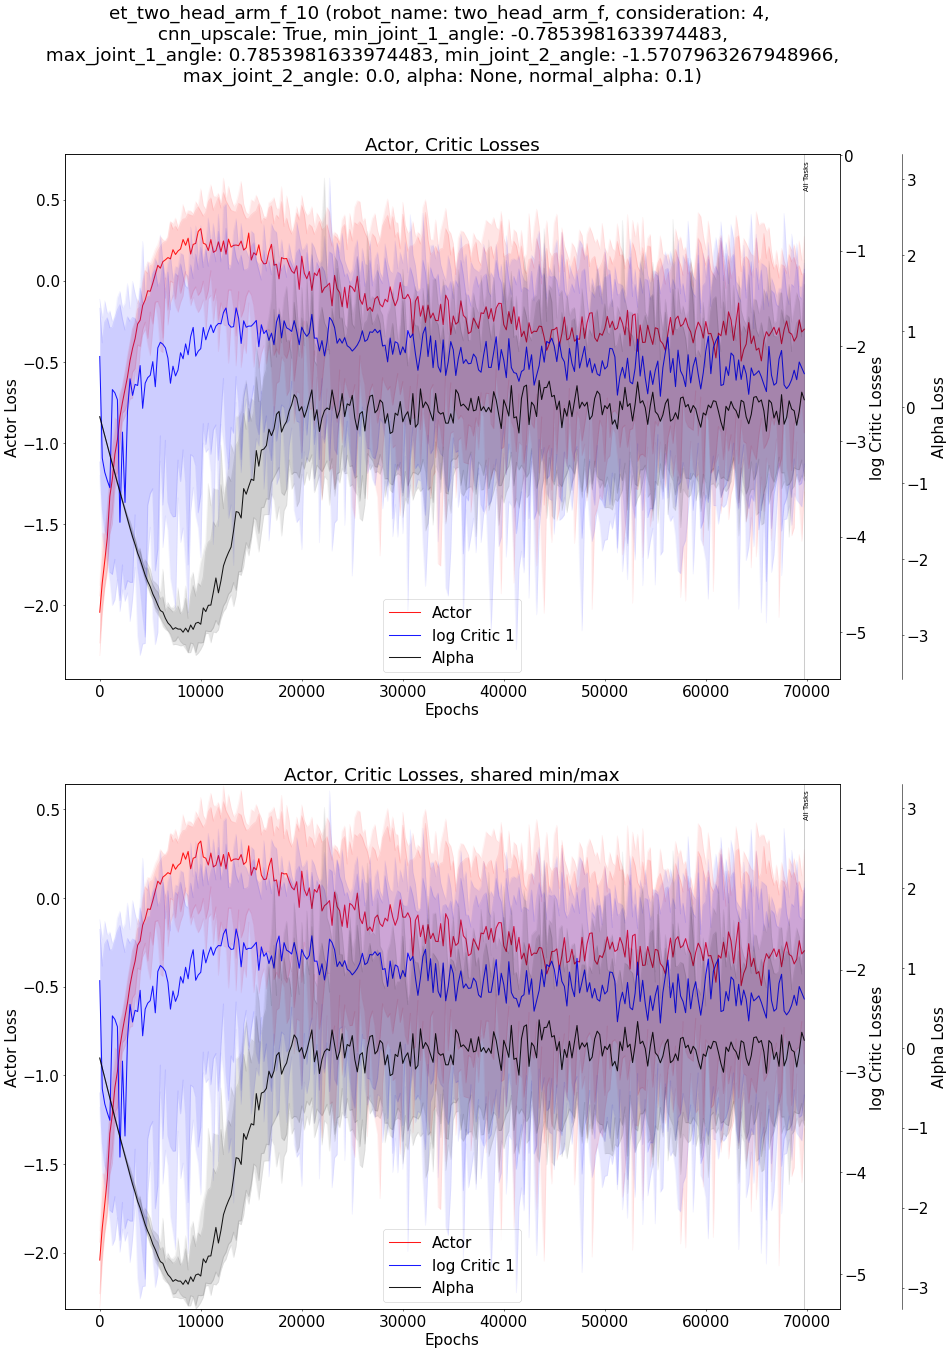 et_two_head_arm_f_10 (robot_name: two_head_arm_f, consideration: 4,
cnn_upscale: True, min_joint_1_angle: -0.7853981633974483,
max_joint_1_angle: 0.7853981633974483, min_joint_2_angle: -1.5707963267948966,
max_joint_2_angle: 0.0, alpha: None, normal_alpha: 0.1)
Actor, Critic Losses
0.5
0.0
−0.5
−1.0
−1.5
−2.0
Actor Loss
0
−1
−2
−3
−4
−5
log Critic Losses
3
2
1
0
−1
−2
−3
Alpha Loss
All Tasks
Actor
log Critic 1
Alpha
0 10000 20000 30000 40000 50000 60000 70000
Epochs
Actor, Critic Losses, shared min/max
0.5
0.0
−0.5
−1.0
−1.5
−2.0
Actor Loss
−1
−2
−3
−4
−5
log Critic Losses
3
2
1
0
−1
−2
−3
Alpha Loss
All Tasks
Actor
log Critic 1
Alpha
0 10000 20000 30000 40000 50000 60000 70000
Epochs